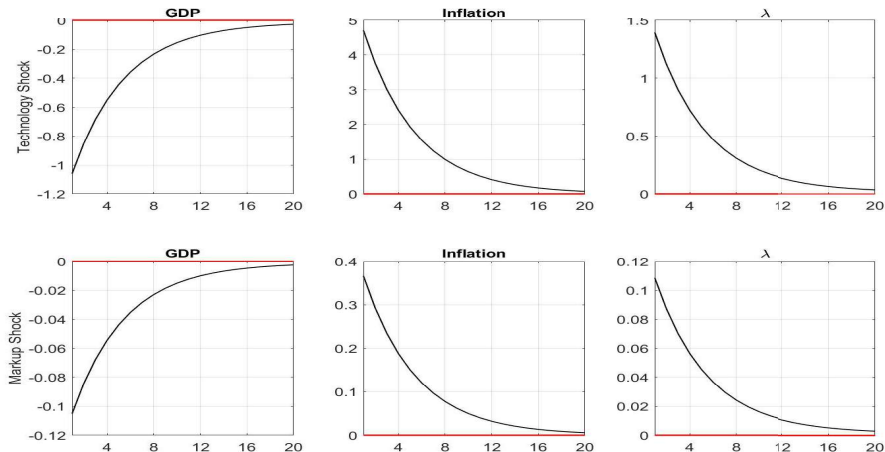 GDP Inflation λ
Technology Shock
0 5 1.5
-0.2 4
-0.4 3 1
-0.6
-0.8 2 0.5
-1 1
-1.2 0 0
4 8 12 16 20 4 8 12 16 20 4 8 12 16 20
GDP Inflation λ
Markup Shock
0 0.4 0.12
-0.02 0.1
-0.04 0.3 0.08
-0.06 0.2 0.06
-0.08 0.04
-0.1 0.1 0.02
-0.12 0 0
4 8 12 16 20 4 8 12 16 20 4 8 12 16 20